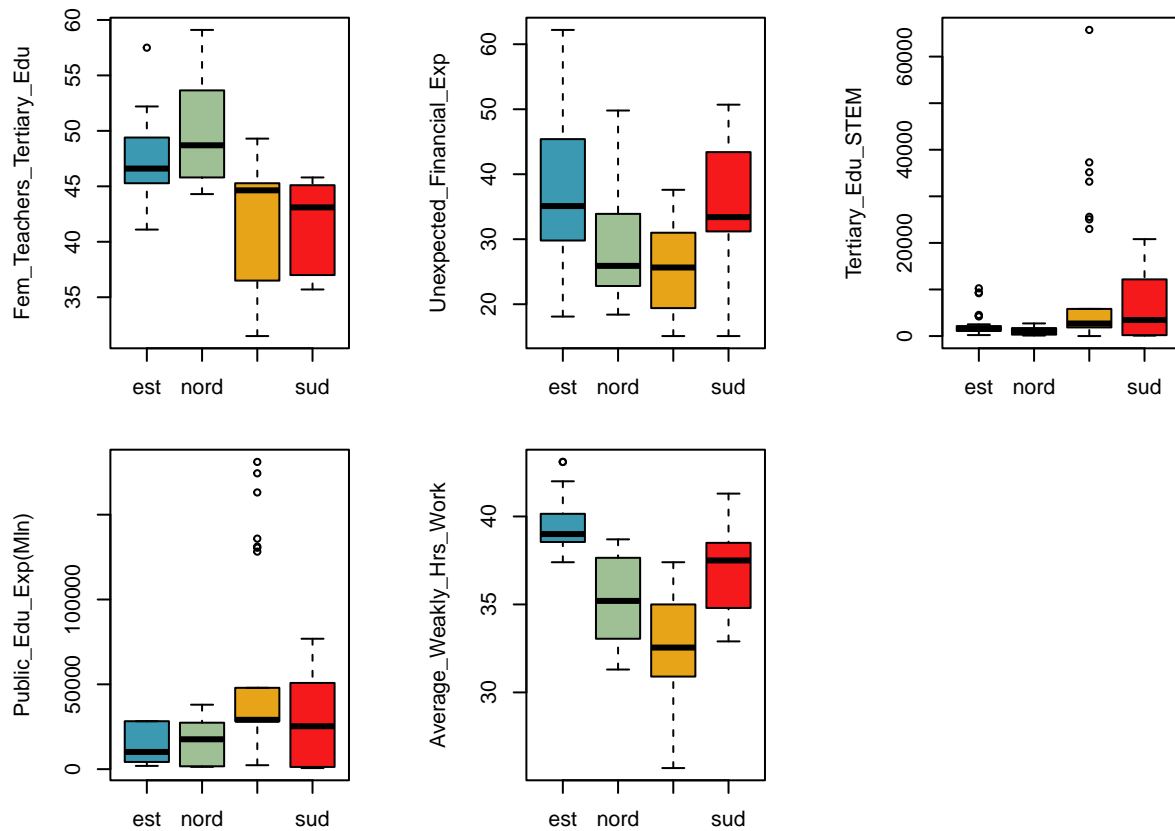 Fem_Teachers_Tertiary_Edu
35 40 45 50 55 60
est nord sud
Unexpected_Financial_Exp
20 30 40 50 60
est nord sud
Tertiary_Edu_STEM
0 20000 40000 60000
est nord sud
Public_Edu_Exp(Mln)
0 50000 100000
est nord sud
Average_Weakly_Hrs_Work
30 35 40
est nord sud